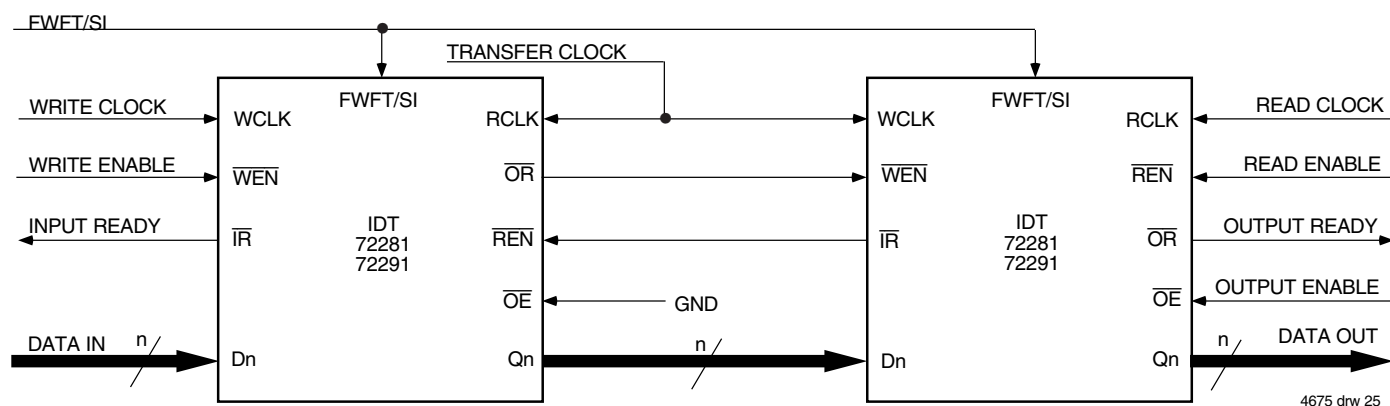 FWFT/SI
TRANSFER CLOCK
FWFT/SI
FWFT/SI
WRITE CLOCK
WCLK
RCLK
WCLK
RCLK
READ CLOCK
WRITE ENABLE
WEN
OR
WEN
REN
READ ENABLE
INPUT READY
IR
IDT
72281
72291
REN
IR
IDT
72281
72291
OR
OUTPUT READY
OE
GND
OE
OUTPUT ENABLE
DATA IN
n
Dn
Qn
n
Dn
Qn
n
DATA OUT
4675 drw 25